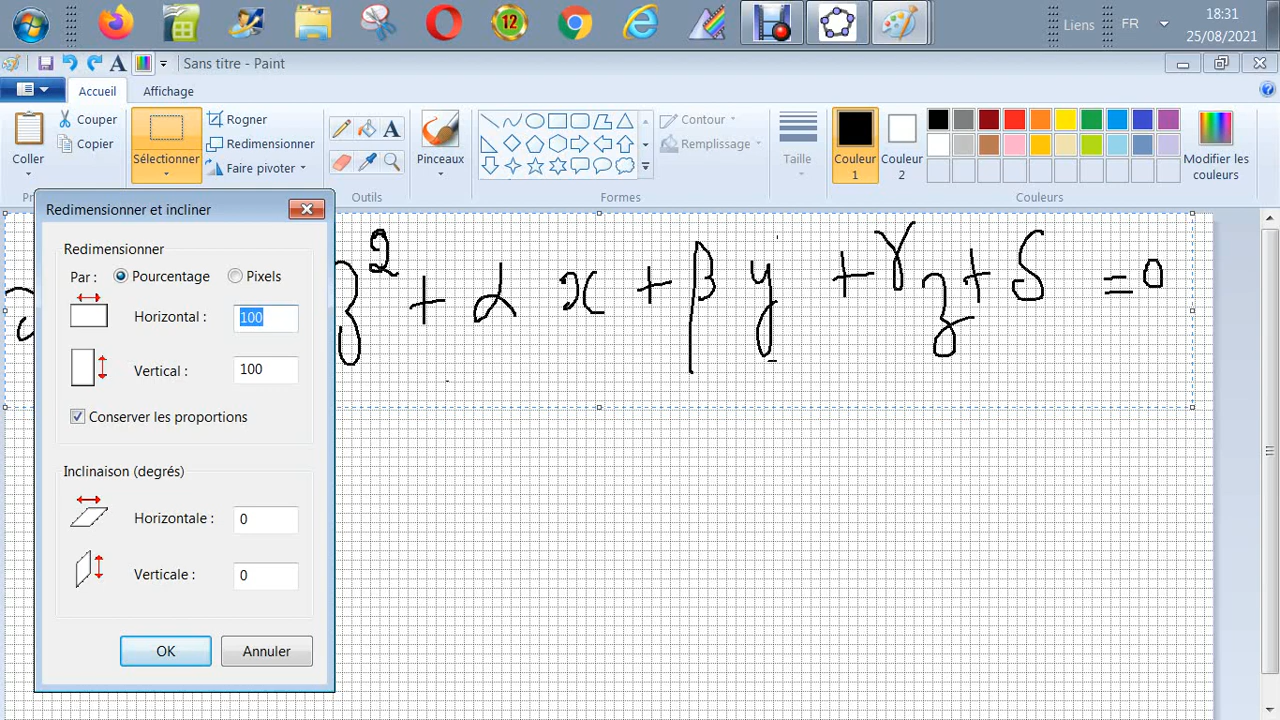 12
Liens
FR
18:31
25/08/2021
Sans titre - Paint
Accueil
Affichage
Coller
Couper
Copier
Sélectionner
Rogner
Redimensionner
Faire pivoter
Outils
Pinceaux
Contour
Remplissage
Formes
Taille
Couleur
1
Couleur
2
Modifier les
couleurs
Couleurs
Redimensionner et incliner
Redimensionner
Par :
Pourcentage
Pixels
Horizontal :
100
Vertical :
100
Conserver les proportions
Inclinaison (degrés)
Horizontale :
0
Verticale :
0
OK
Annuler
z² + α x + β y + γ z + δ = 0